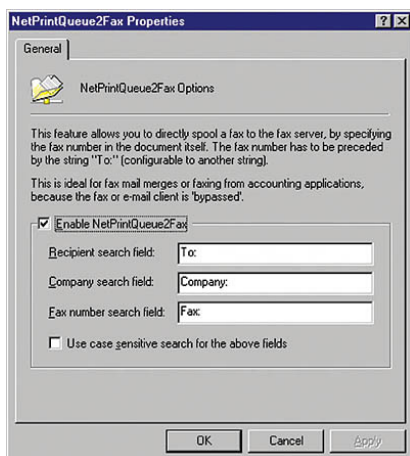 NetPrintQueue2Fax Properties
General
NetPrintQueue2Fax Options
This feature allows you to directly spool a fax to the fax server, by specifying
the fax number in the document itself. The fax number has to be preceded
by the string "To:" (configurable to another string).
This is ideal for fax mail merges or faxing from accounting applications,
because the fax or e-mail client is 'bypassed'.
Enable NetPrintQueue2Fax
Recipient search field: To:
Company search field: Company:
Fax number search field: Fax:
Use case sensitive search for the above fields
OK Cancel Apply